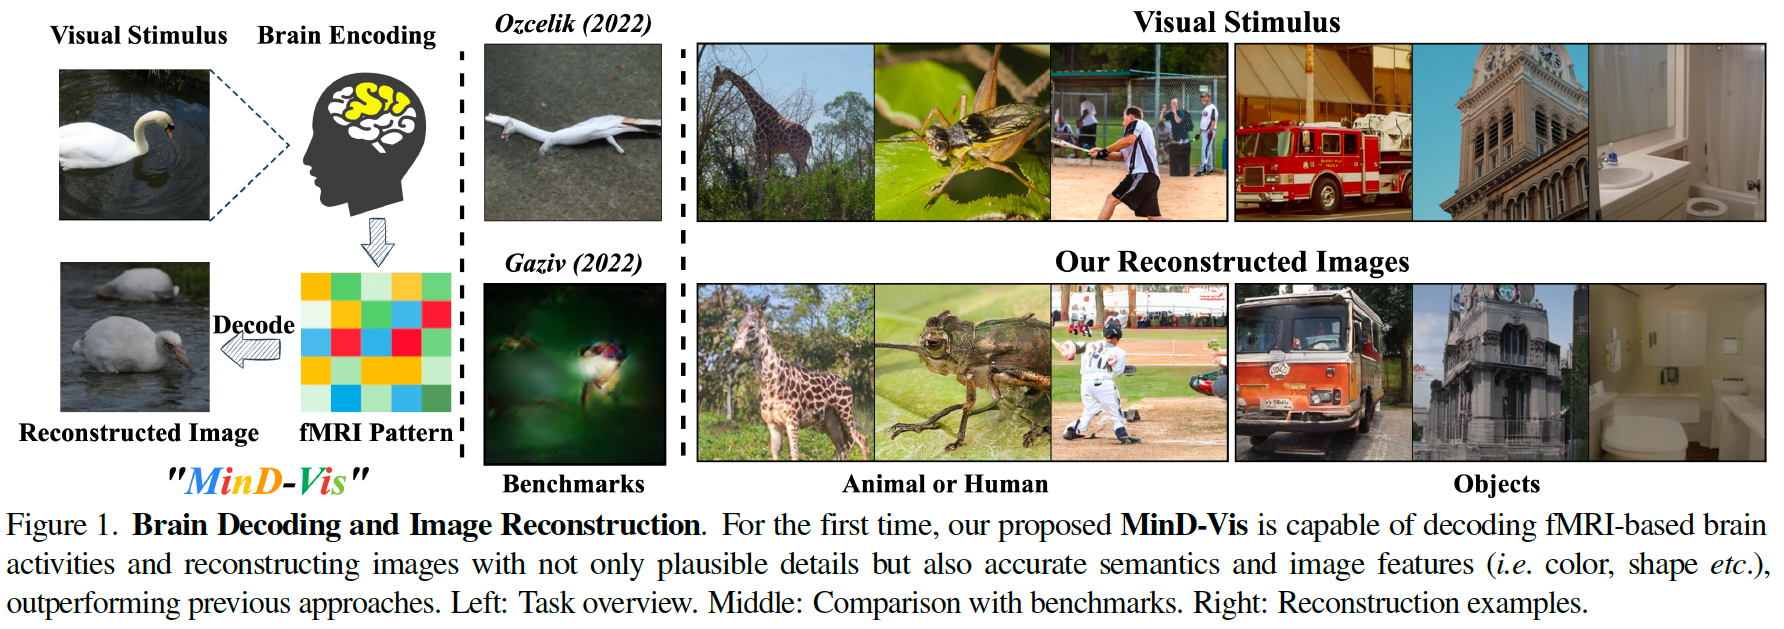 Visual Stimulus
Brain Encoding
Decode
Reconstructed Image
fMRI Pattern
"MinD-Vis"
Ozcelik (2022)
Gaziv (2022)
Benchmarks
Visual Stimulus
Our Reconstructed Images
Animal or Human
Objects
Figure 1. Brain Decoding and Image Reconstruction. For the first time, our proposed MinD-Vis is capable of decoding fMRI-based brain
activities and reconstructing images with not only plausible details but also accurate semantics and image features (i.e. color, shape etc.),
outperforming previous approaches. Left: Task overview. Middle: Comparison with benchmarks. Right: Reconstruction examples.